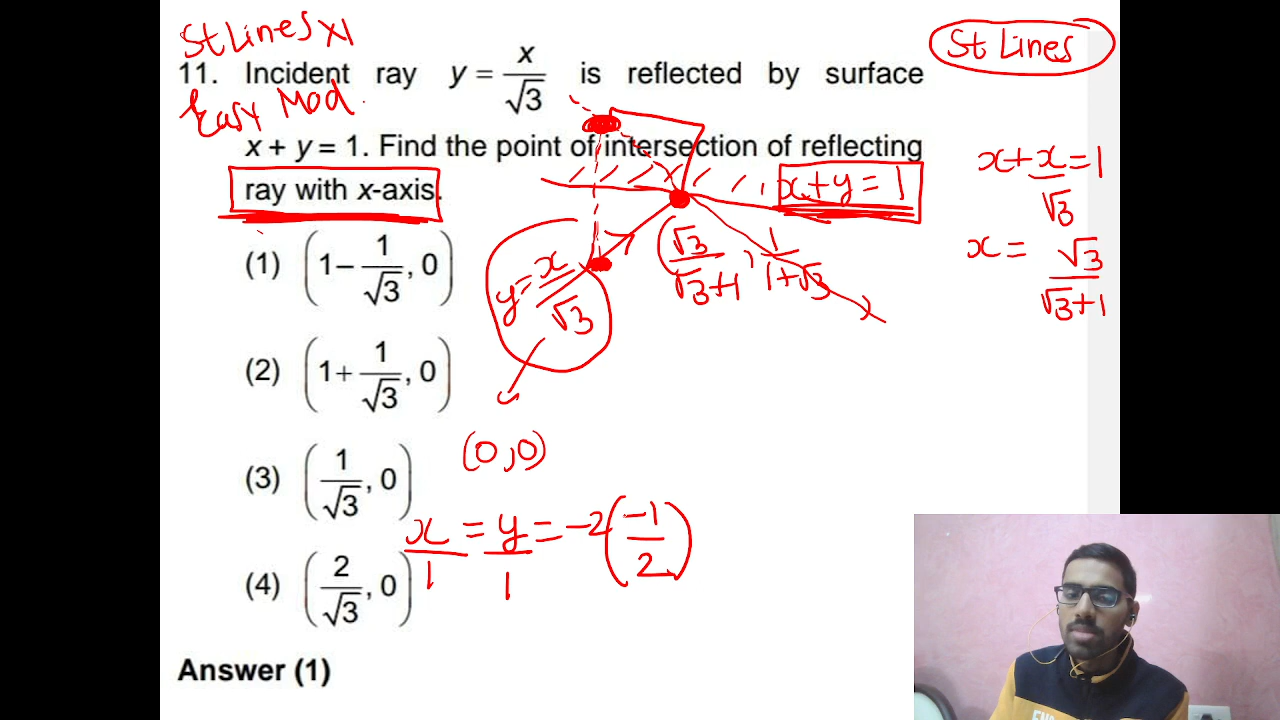 St Lines XI
St Lines
11. Incident ray y = x/√3 is reflected by surface
Easy Mod.
x + y = 1. Find the point of intersection of reflecting
ray with x-axis.
x+y=1
x+x/√3=1
x = √3/√3+1
(√3/√3+1, 1/1+√3)
y=x/√3
(1) (1− 1/√3, 0)
(2) (1+ 1/√3, 0)
(0,0)
(3) (1/√3, 0)
x/1 = y/1 = -2(-1/2)
(4) (2/√3, 0)
Answer (1)